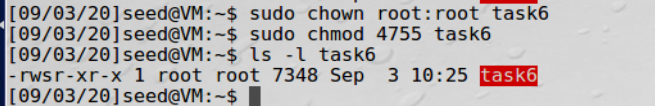 [09/03/20]seed@VM:~$ sudo chown root:root task6
[09/03/20]seed@VM:~$ sudo chmod 4755 task6
[09/03/20]seed@VM:~$ ls -l task6
-rwsr-xr-x 1 root root 7348 Sep  3 10:25 task6
[09/03/20]seed@VM:~$